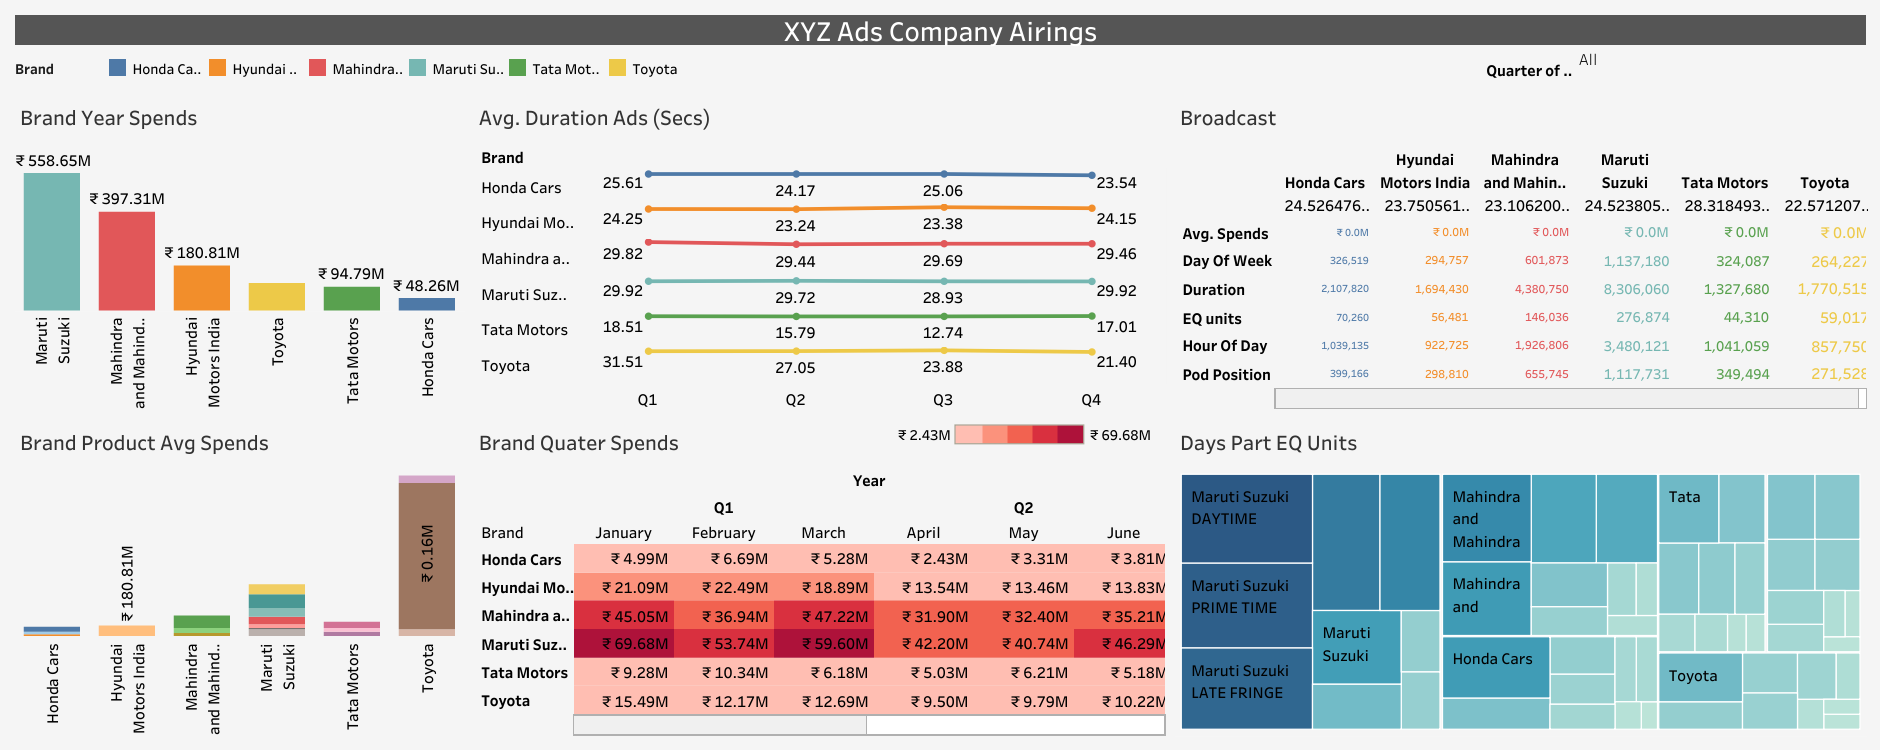 XYZ Ads Company Airings
Brand
Honda Ca..
Hyundai ..
Mahindra..
Maruti Su..
Tata Mot..
Toyota
Quarter of ..
All
Brand Year Spends
₹ 558.65M
₹ 397.31M
₹ 180.81M
₹ 94.79M
₹ 48.26M
Maruti
Suzuki
Mahindra
and Mahind..
Hyundai
Motors India
Toyota
Tata Motors
Honda Cars
Avg. Duration Ads (Secs)
Brand
Honda Cars 25.61 24.17 25.06 23.54
Hyundai Mo.. 24.25 23.24 23.38 24.15
Mahindra a.. 29.82 29.44 29.69 29.46
Maruti Suz.. 29.92 29.72 28.93 29.92
Tata Motors 18.51 15.79 12.74 17.01
Toyota 31.51 27.05 23.88 21.40
Q1 Q2 Q3 Q4
Broadcast
Hyundai Mahindra Maruti
Honda Cars Motors India and Mahin.. Suzuki Tata Motors Toyota
24.526476.. 23.750561.. 23.106200.. 24.523805.. 28.318493.. 22.571207..
Avg. Spends ₹ 0.0M ₹ 0.0M ₹ 0.0M ₹ 0.0M ₹ 0.0M ₹ 0.0M
Day Of Week 326,519 294,757 601,873 1,137,180 324,087 264,227
Duration 2,107,820 1,694,430 4,380,750 8,306,060 1,327,680 1,770,515
EQ units 70,260 56,481 146,036 276,874 44,310 59,017
Hour Of Day 1,039,135 922,725 1,926,806 3,480,121 1,041,059 857,750
Pod Position 399,166 298,810 655,745 1,117,731 349,494 271,528
Brand Product Avg Spends
₹ 180.81M
₹ 0.16M
Honda Cars
Hyundai
Motors India
Mahindra
and Mahind..
Maruti
Suzuki
Tata Motors
Toyota
Brand Quater Spends
₹ 2.43M
₹ 69.68M
Year
Q1 Q2
Brand January February March April May June
Honda Cars ₹ 4.99M ₹ 6.69M ₹ 5.28M ₹ 2.43M ₹ 3.31M ₹ 3.81M
Hyundai Mo.. ₹ 21.09M ₹ 22.49M ₹ 18.89M ₹ 13.54M ₹ 13.46M ₹ 13.83M
Mahindra a.. ₹ 45.05M ₹ 36.94M ₹ 47.22M ₹ 31.90M ₹ 32.40M ₹ 35.21M
Maruti Suz.. ₹ 69.68M ₹ 53.74M ₹ 59.60M ₹ 42.20M ₹ 40.74M ₹ 46.29M
Tata Motors ₹ 9.28M ₹ 10.34M ₹ 6.18M ₹ 5.03M ₹ 6.21M ₹ 5.18M
Toyota ₹ 15.49M ₹ 12.17M ₹ 12.69M ₹ 9.50M ₹ 9.79M ₹ 10.22M
Days Part EQ Units
Maruti Suzuki
DAYTIME
Maruti Suzuki
PRIME TIME
Maruti Suzuki
LATE FRINGE
Maruti
Suzuki
Mahindra
and
Mahindra
Mahindra
and
Honda Cars
Tata
Toyota